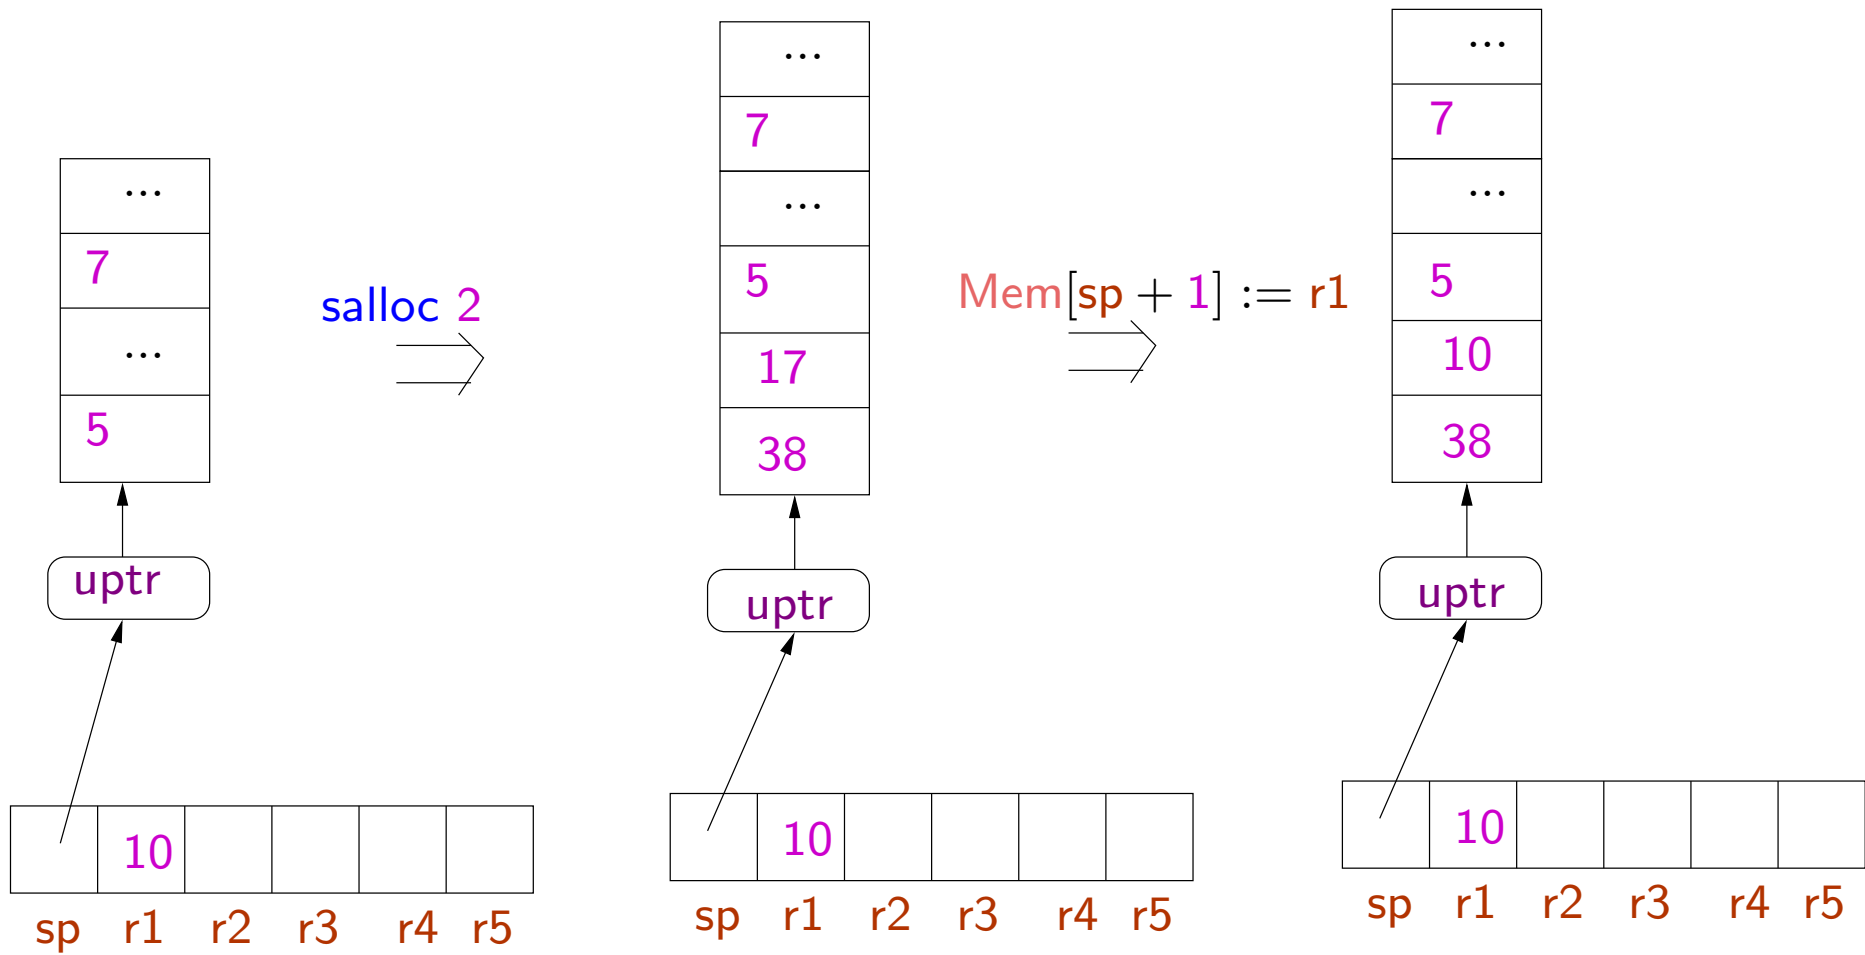 ...
7
...
5
uptr
10
sp r1 r2 r3 r4 r5
salloc 2
...
7
...
5
17
38
uptr
10
sp r1 r2 r3 r4 r5
Mem[sp + 1] := r1
...
7
...
5
10
38
uptr
10
sp r1 r2 r3 r4 r5